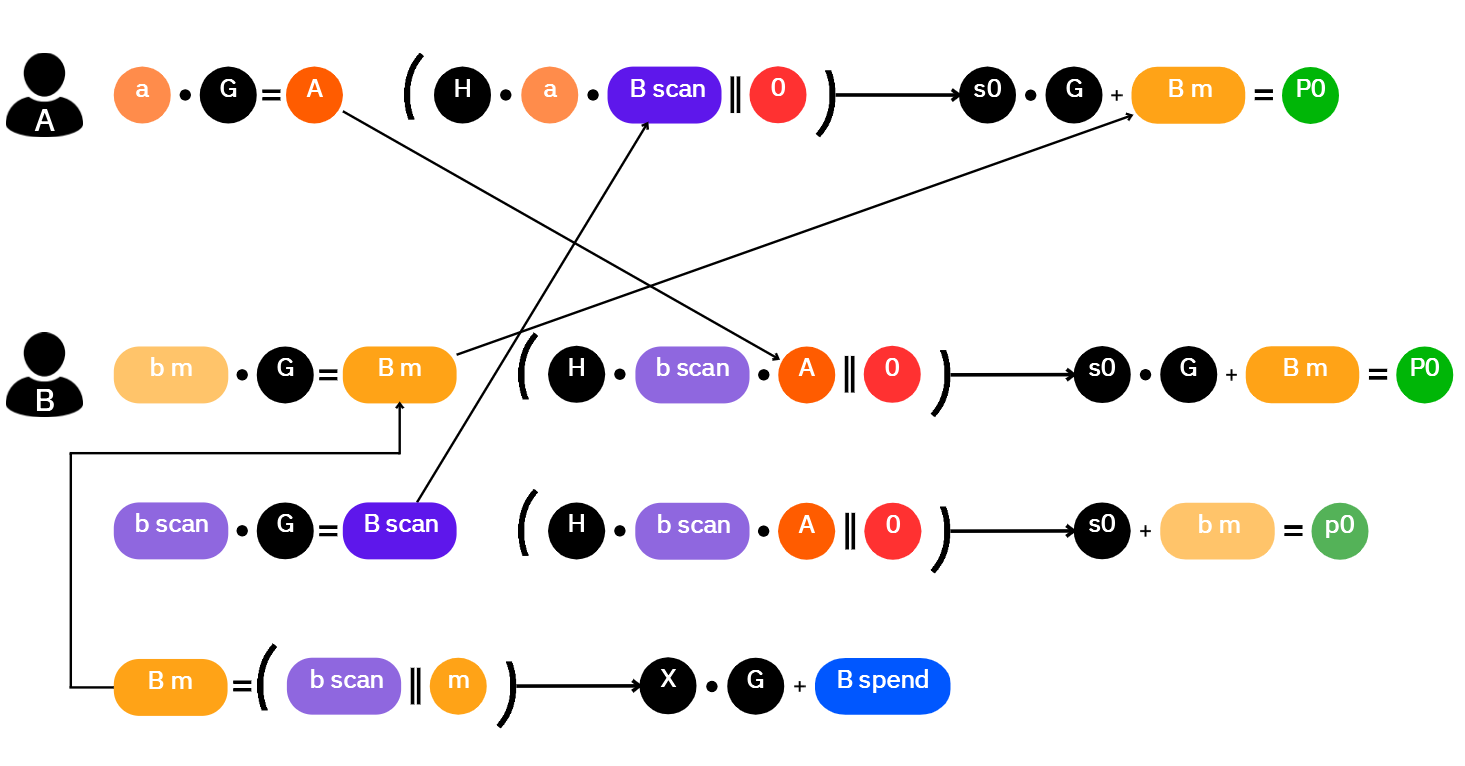 a • G = A ( H • a • B scan || 0 ) s0 • G + B m = P0
A
b m • G = B m ( H • b scan • A || 0 ) s0 • G + B m = P0
B
b scan • G = B scan ( H • b scan • A || 0 ) s0 + b m = p0
B m = ( b scan || m ) X • G + B spend